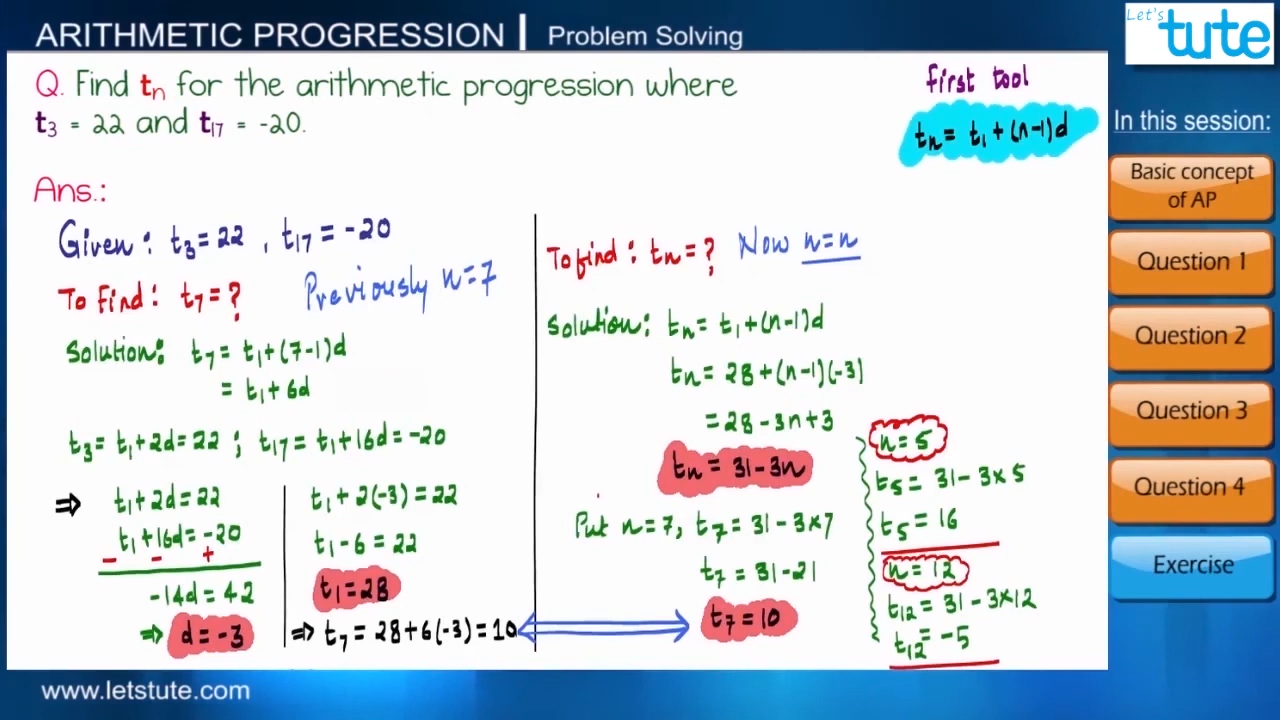 ARITHMETIC PROGRESSION | Problem Solving
Let's
tute
Q. Find tₙ for the arithmetic progression where
t₃ = 22 and t₁₇ = -20.
first tool
tₙ = t₁ + (n-1)d
Ans.:
Given : t₃ = 22 , t₁₇ = -20
To Find : t₇ = ?
Previously n = 7
Solution: t₇ = t₁ + (7-1)d
= t₁ + 6d
t₃ = t₁ + 2d = 22 ; t₁₇ = t₁ + 16d = -20
⇒ t₁ + 2d = 22
t₁ + 16d = -20
- - +
-14d = 42
⇒ d = -3
t₁ + 2(-3) = 22
t₁ - 6 = 22
t₁ = 28
⇒ t₇ = 28 + 6(-3) = 10
To find : tₙ = ? Now n = n
Solution: tₙ = t₁ + (n-1)d
tₙ = 28 + (n-1)(-3)
= 28 - 3n + 3
tₙ = 31 - 3n
Put n = 7, t₇ = 31 - 3×7
t₇ = 31 - 21
t₇ = 10
n = 5
t₅ = 31 - 3×5
t₅ = 16
n = 12
t₁₂ = 31 - 3×12
t₁₂ = -5
In this session:
Basic concept
of AP
Question 1
Question 2
Question 3
Question 4
Exercise
www.letstute.com